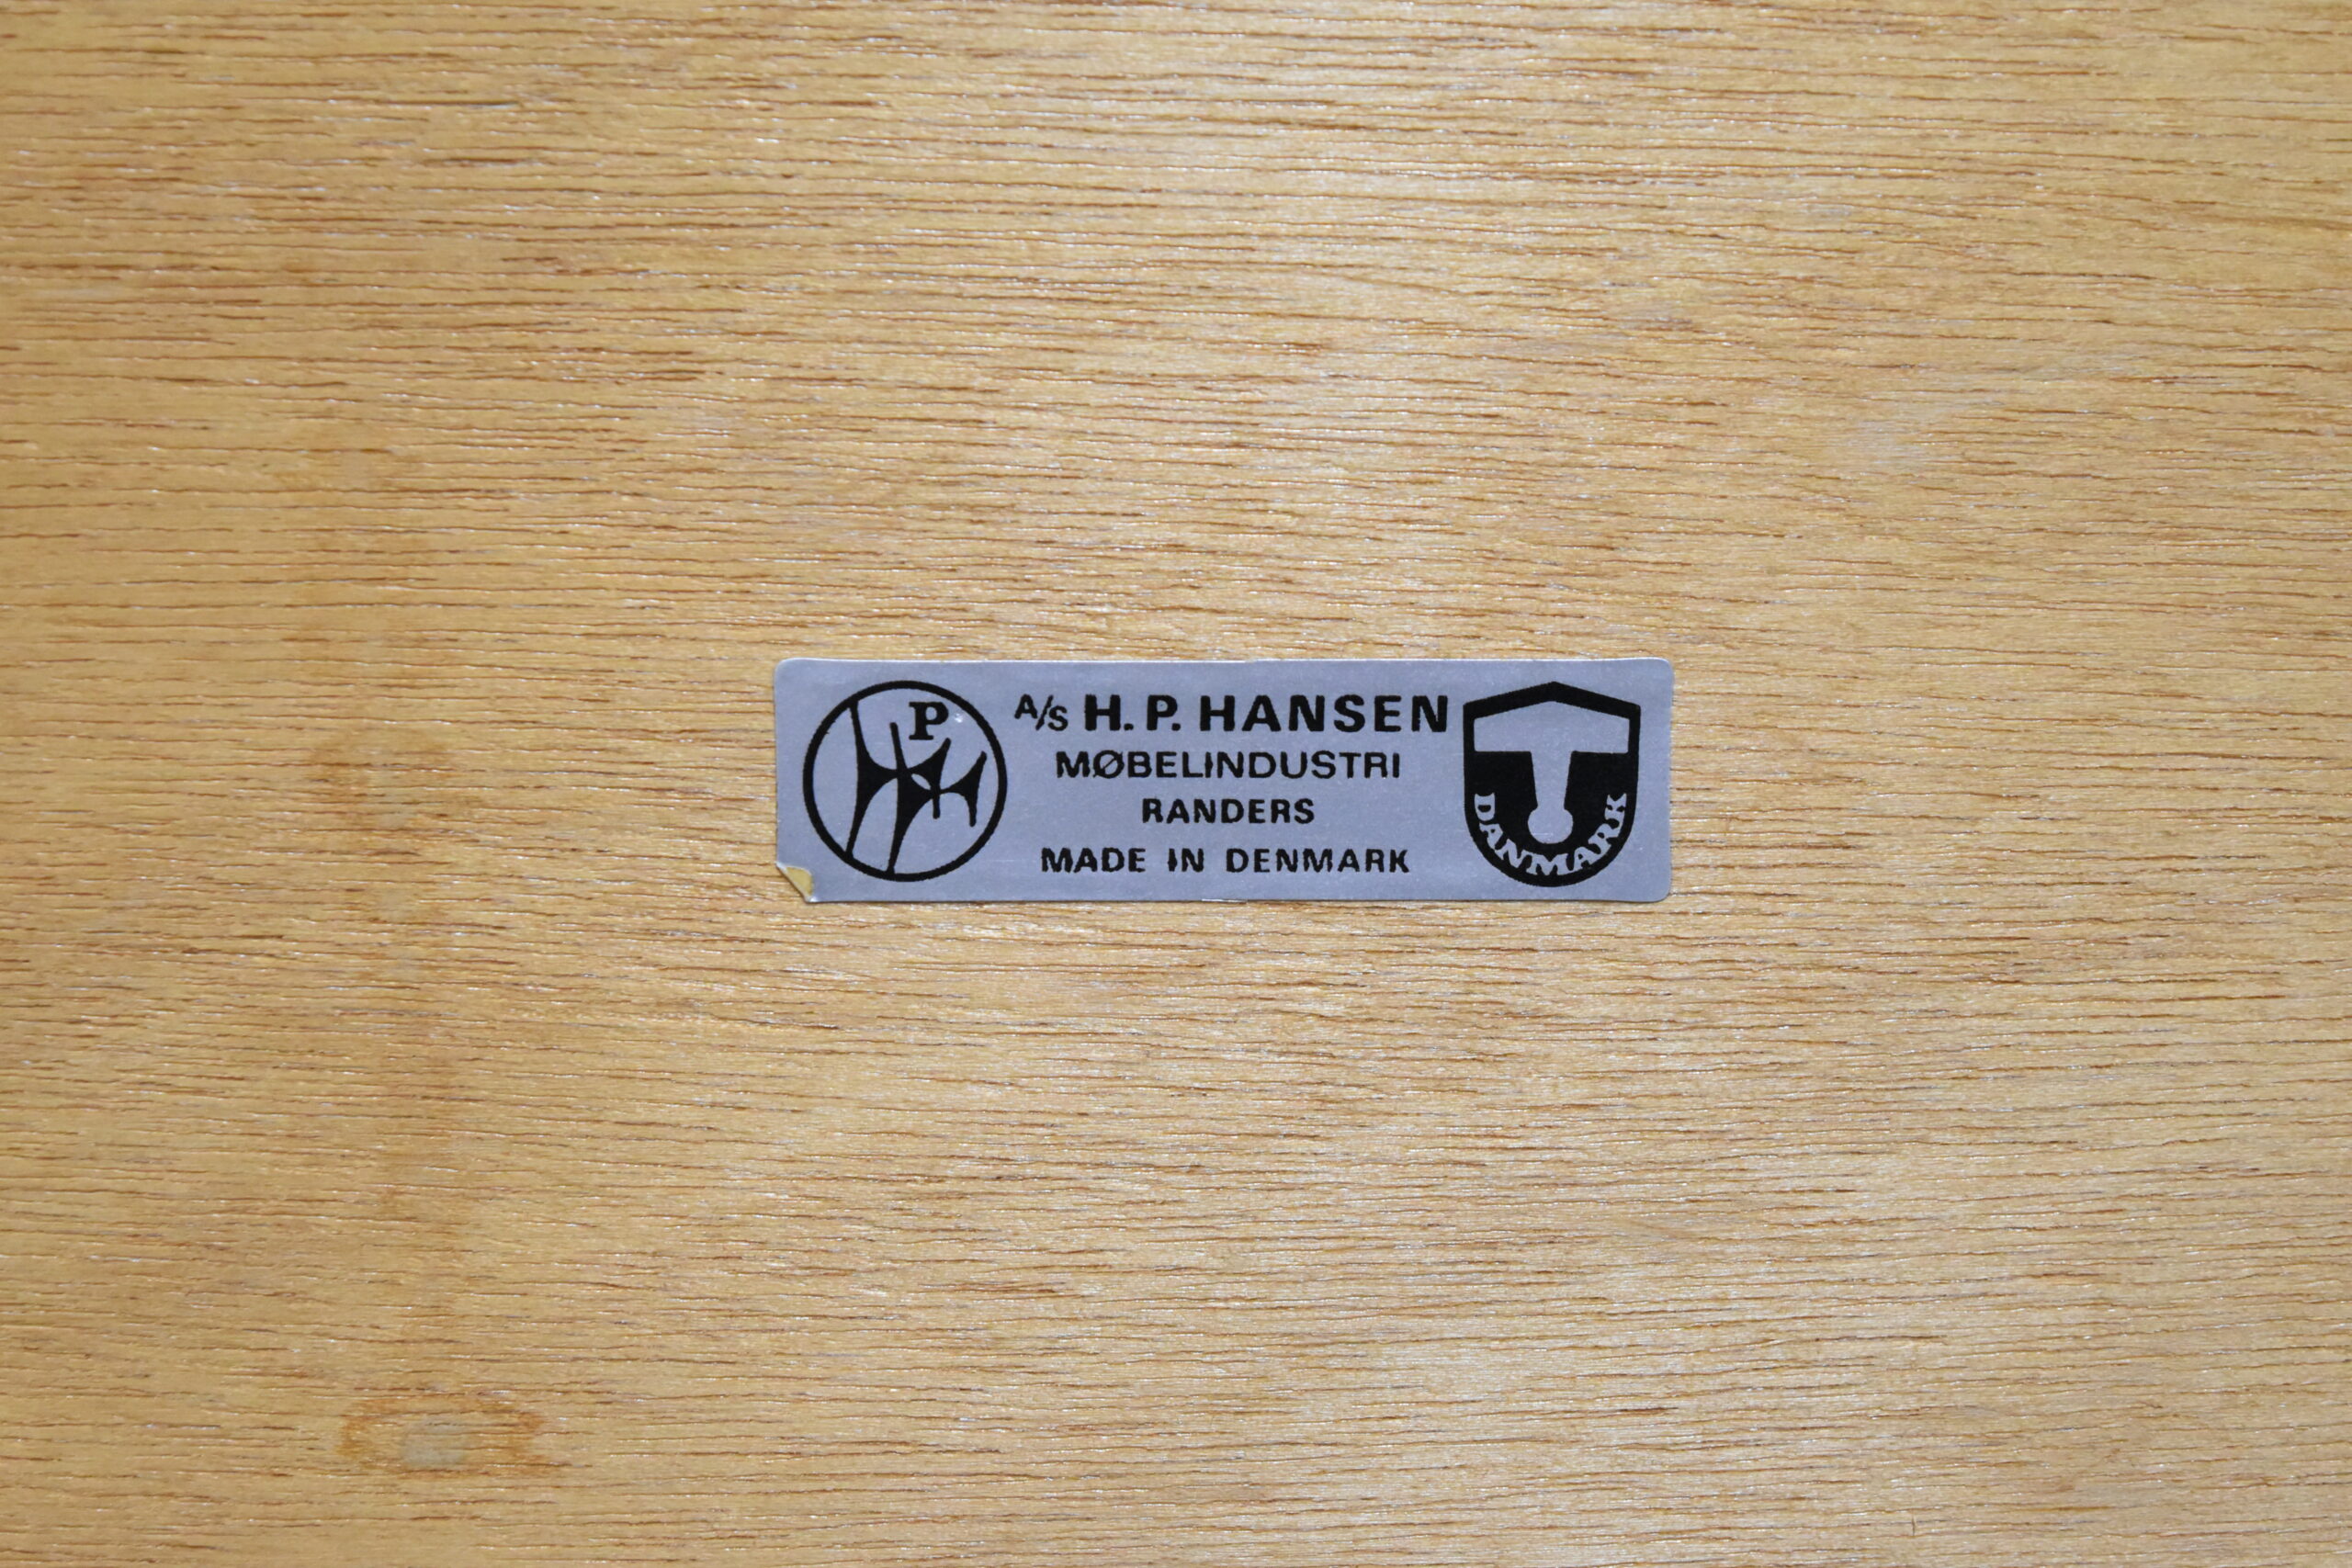 P
A/S H. P. HANSEN
MØBELINDUSTRI
RANDERS
MADE IN DENMARK
DANMARK